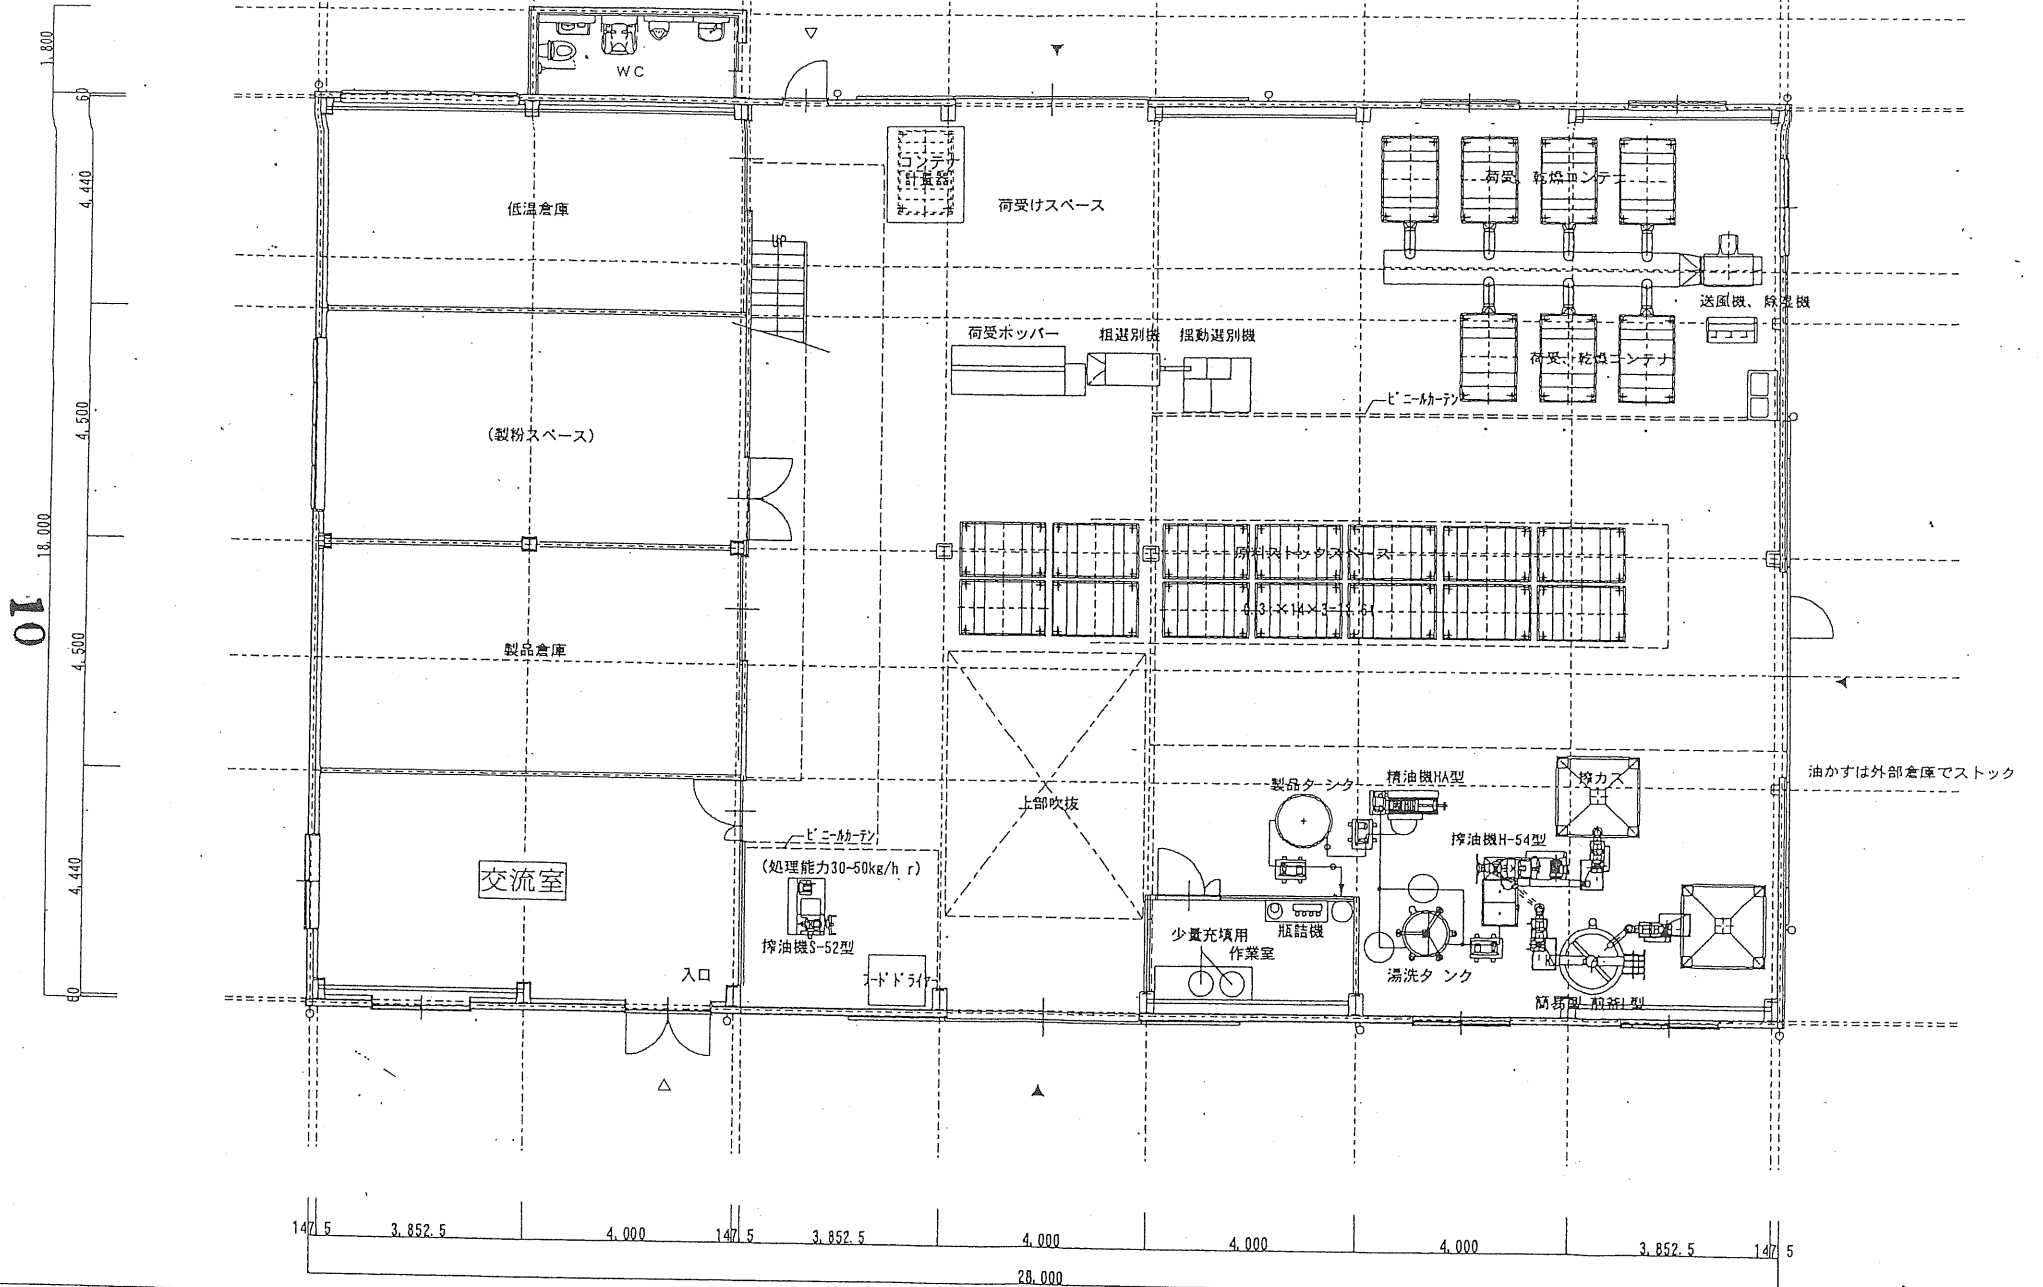 1,800
60
4,440
4,500
18,000
4,500
4,440
60
10
WC
低温倉庫
UP
コンテナ
計量器
荷受けスペース
荷受、乾燥コンテナ
送風機、除湿機
荷受ホッパー
粗選別機
揺動選別機
荷受、乾燥コンテナ
ビニールカーテン
(製粉スペース)
原料ストックスペース
製品倉庫
上部吹抜
製品タンク
精油機HA型
搾カス
油かすは外部倉庫でストック
ビニールカーテン
(処理能力30~50kg/hr)
搾油機H-54型
交流室
搾油機S-52型
フードドライヤー
入口
少量充填用
作業室
瓶詰機
湯洗タンク
147.5
3,852.5
4,000
147.5
3,852.5
4,000
4,000
4,000
3,852.5
147.5
28,000